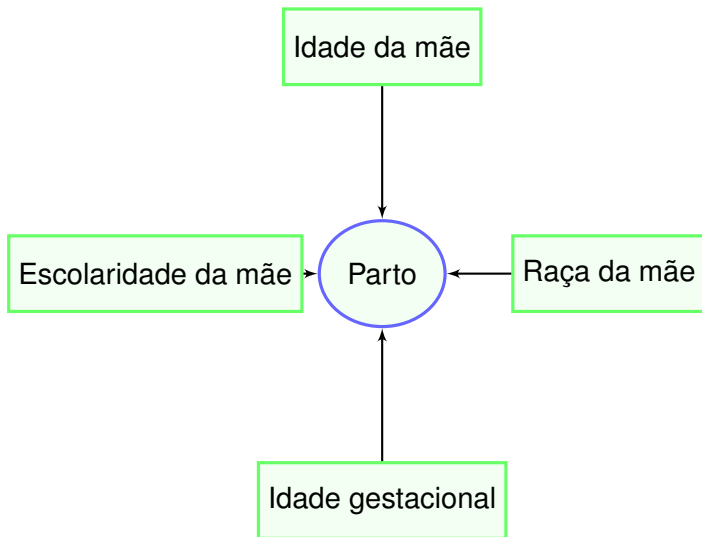 Idade da mãe
Escolaridade da mãe
Parto
Raça da mãe
Idade gestacional